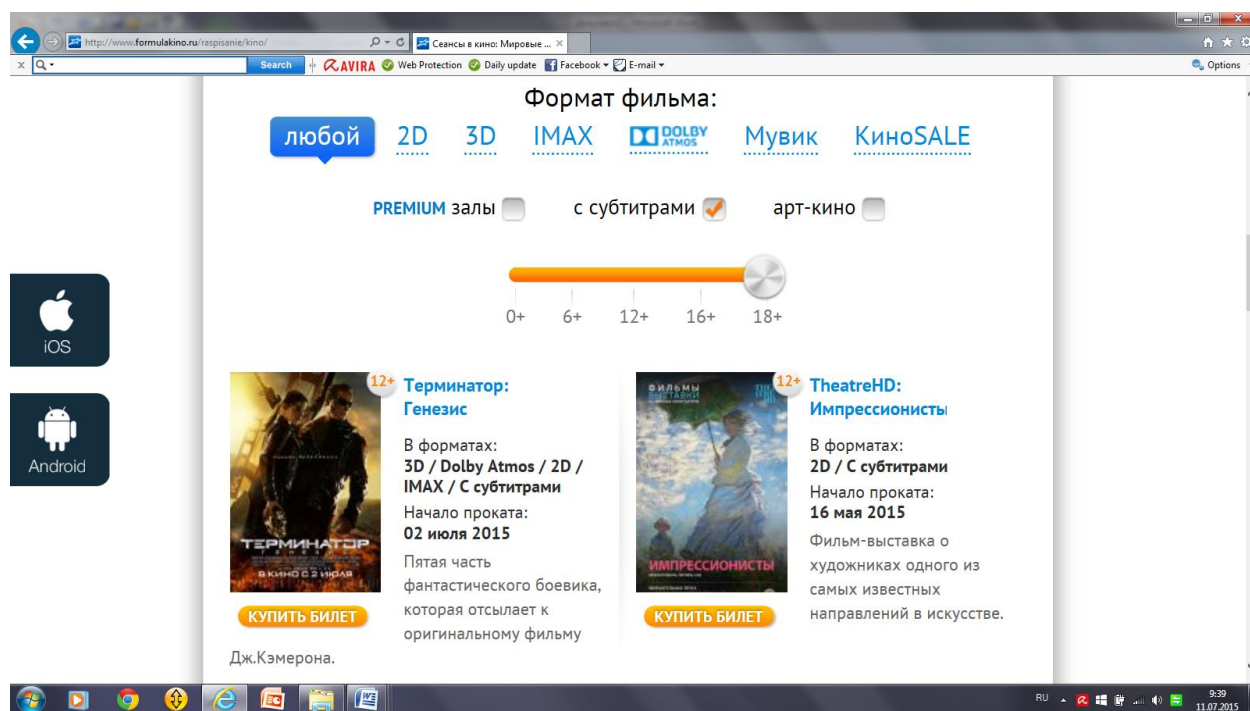 http://www.formulakino.ru/raspisanie/kino/
Сеансы в кино: Мировые ...
Search
AVIRA Web Protection Daily update Facebook E-mail
Options
Формат фильма:
любой 2D 3D IMAX DOLBY ATMOS Мувик КиноSALE
PREMIUM залы с субтитрами арт-кино
0+ 6+ 12+ 16+ 18+
iOS
Android
12+
Терминатор:
Генезис
В форматах:
3D / Dolby Atmos / 2D /
IMAX / С субтитрами
Начало проката:
02 июля 2015
Пятая часть
фантастического боевика,
которая отсылает к
оригинальному фильму
Дж.Кэмерона.
ТЕРМИНАТОР
ГЕНЕЗИС
В КИНО С 2 ИЮЛЯ
КУПИТЬ БИЛЕТ
12+
TheatreHD:
Импрессионисты
В форматах:
2D / С субтитрами
Начало проката:
16 мая 2015
Фильм-выставка о
художниках одного из
самых известных
направлений в искусстве.
ФИЛЬМЫ
ВЫСТАВКИ
ИМПРЕССИОНИСТЫ
КУПИТЬ БИЛЕТ
RU
9:39
11.07.2015